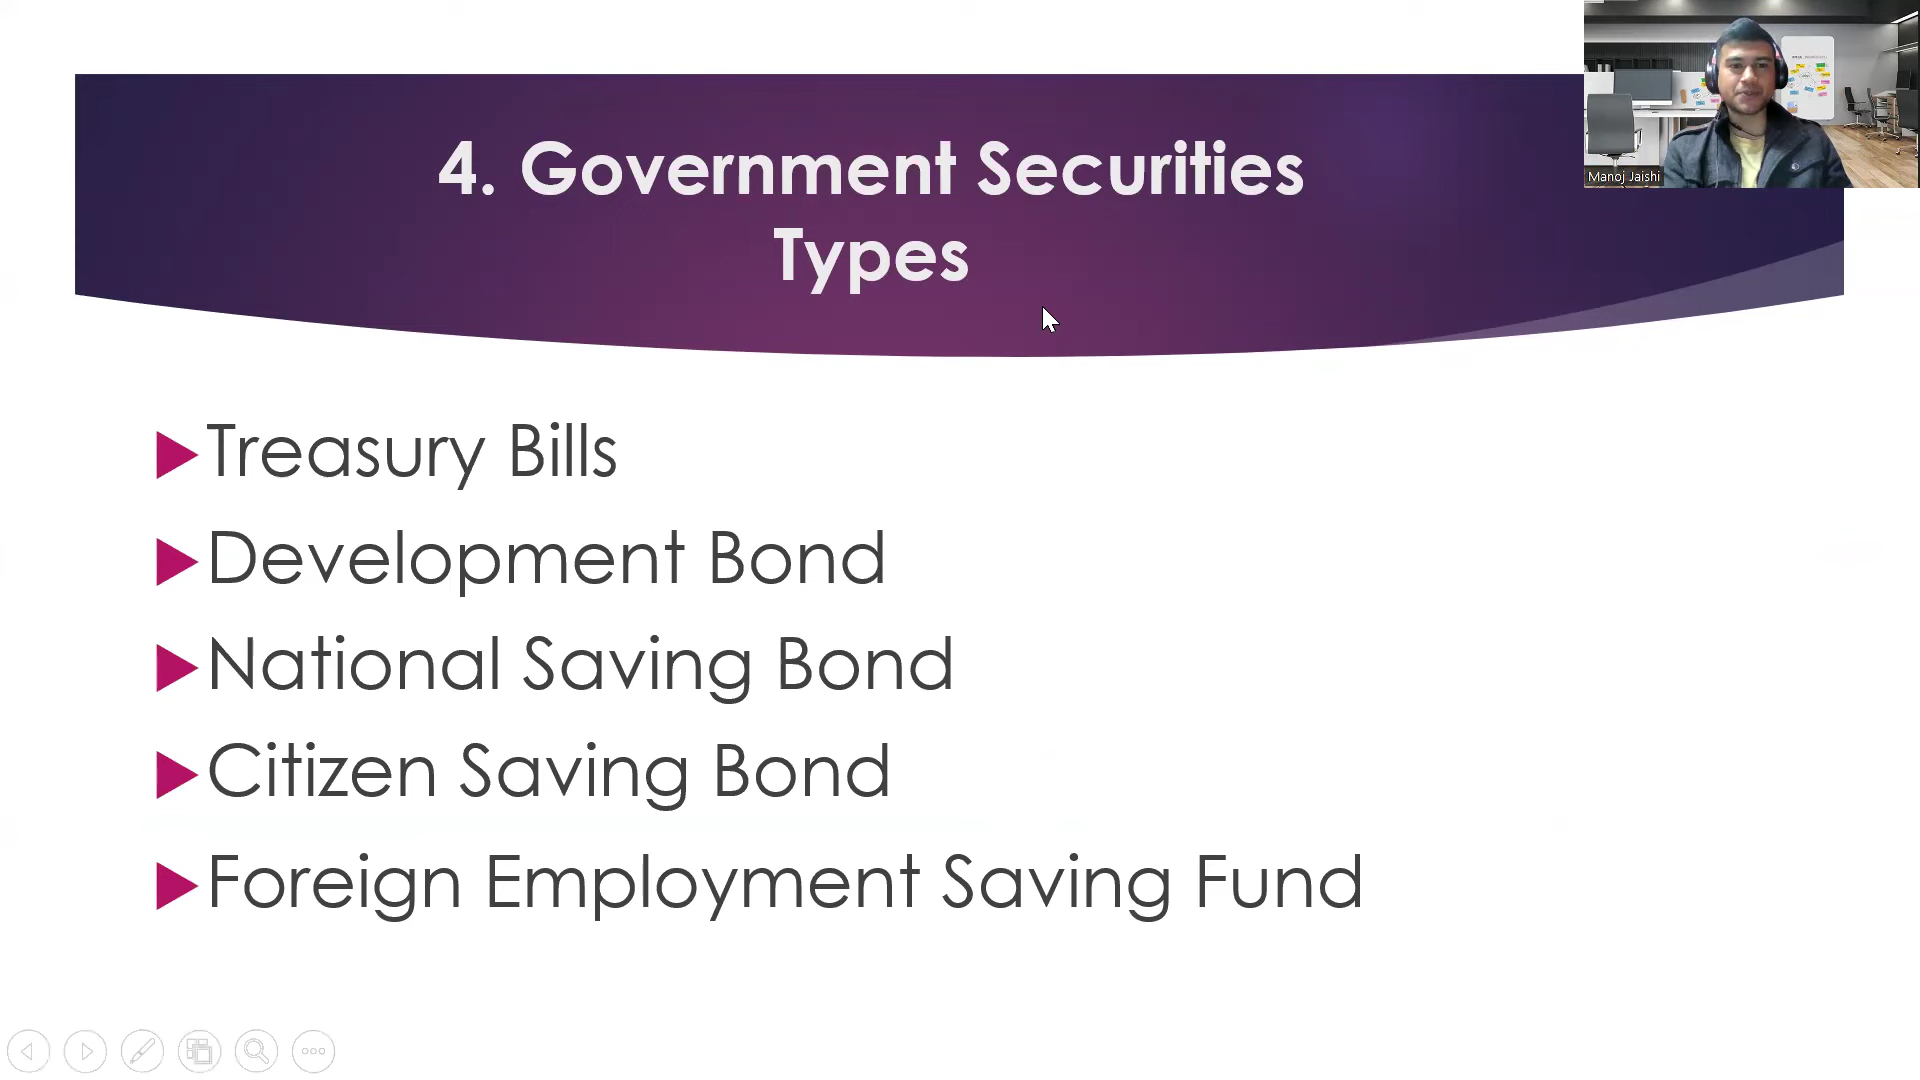 4. Government Securities
Types
Manoj Jaishi
Treasury Bills
Development Bond
National Saving Bond
Citizen Saving Bond
Foreign Employment Saving Fund